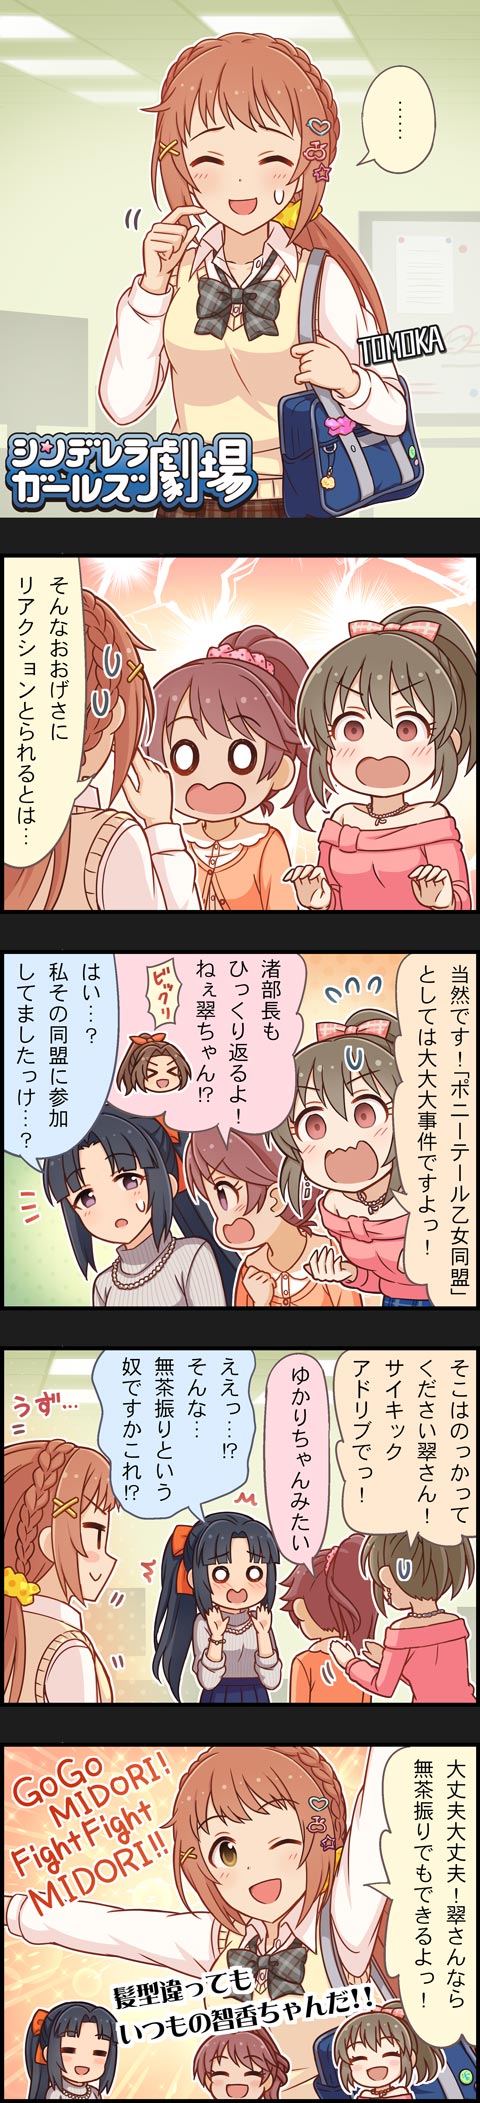 ……
TOMOKA
シンデレラ
ガールズ劇場
そんなおおげさに
リアクションとられるとは…
当然です！「ポニーテール乙女同盟」
としては大大大事件ですよっ！
渚部長も
ひっくり返るよ！
ねぇ翠ちゃん!?
ビックリ
はい…？
私その同盟に参加
してましたっけ…？
そこはのっかって
ください翠さん！
サイキック
アドリブでっ！
ゆかりちゃんみたい
ええっ…!?
そんな…
無茶振りという
奴ですかこれ!?
うず…
大丈夫大丈夫！翠さんなら
無茶振りでもできるよっ！
GoGo
MIDORI!
Fight Fight
MIDORI!!
髪型違っても
いつもの智香ちゃんだ!!